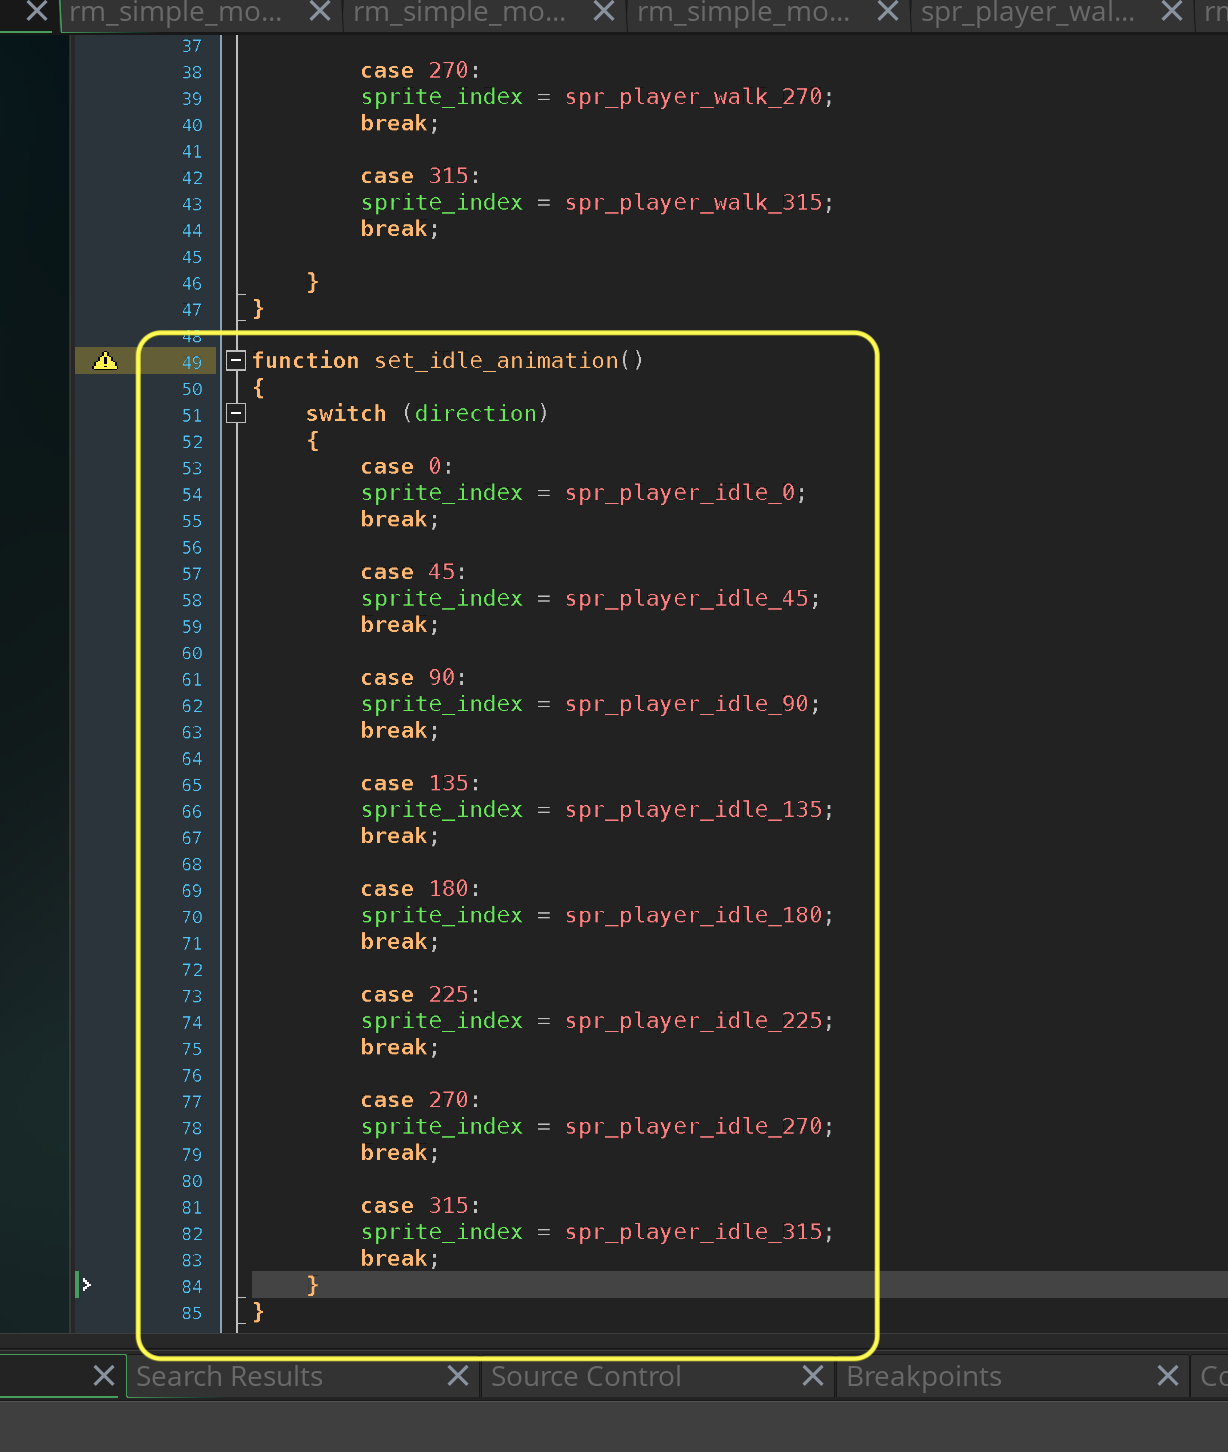 rm_simple_mo... rm_simple_mo... rm_simple_mo... spr_player_wal... rm
37
38 case 270:
39 sprite_index = spr_player_walk_270;
40 break;
41
42 case 315:
43 sprite_index = spr_player_walk_315;
44 break;
45
46 }
47 }
48
49 function set_idle_animation()
50 {
51 switch (direction)
52 {
53 case 0:
54 sprite_index = spr_player_idle_0;
55 break;
56
57 case 45:
58 sprite_index = spr_player_idle_45;
59 break;
60
61 case 90:
62 sprite_index = spr_player_idle_90;
63 break;
64
65 case 135:
66 sprite_index = spr_player_idle_135;
67 break;
68
69 case 180:
70 sprite_index = spr_player_idle_180;
71 break;
72
73 case 225:
74 sprite_index = spr_player_idle_225;
75 break;
76
77 case 270:
78 sprite_index = spr_player_idle_270;
79 break;
80
81 case 315:
82 sprite_index = spr_player_idle_315;
83 break;
84 }
85 }
Search Results Source Control Breakpoints Co